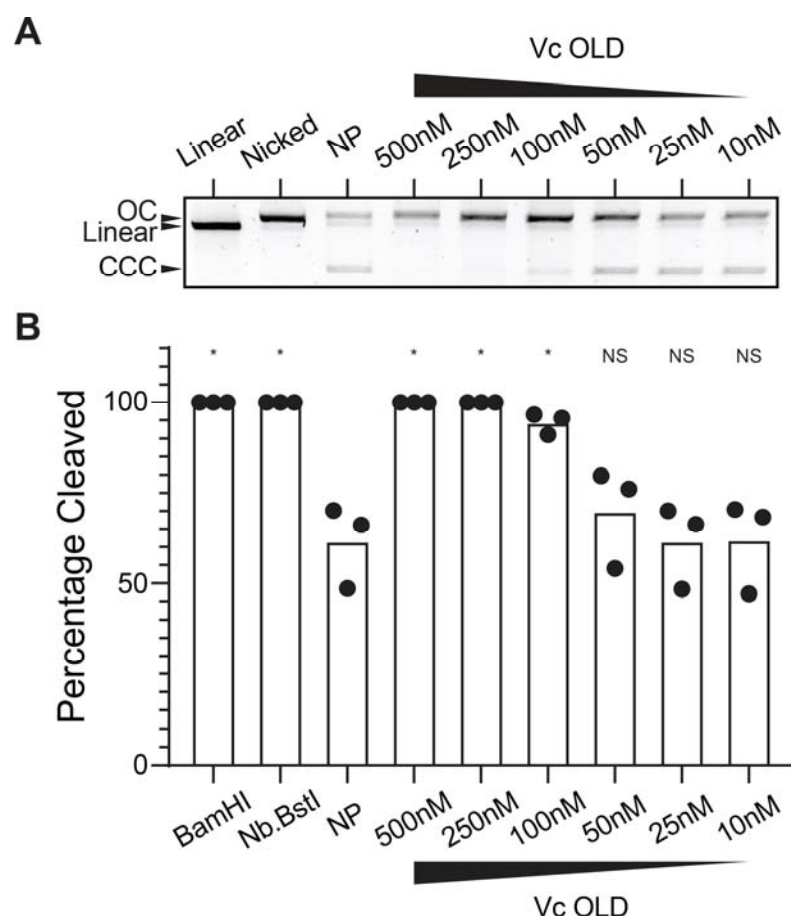 A
Vc OLD
Linear Nicked NP 500nM 250nM 100nM 50nM 25nM 10nM
OC
Linear
CCC
B
* * * * * NS NS NS
Percentage Cleaved
100
50
0
BamHI Nb.BstI NP 500nM 250nM 100nM 50nM 25nM 10nM
Vc OLD